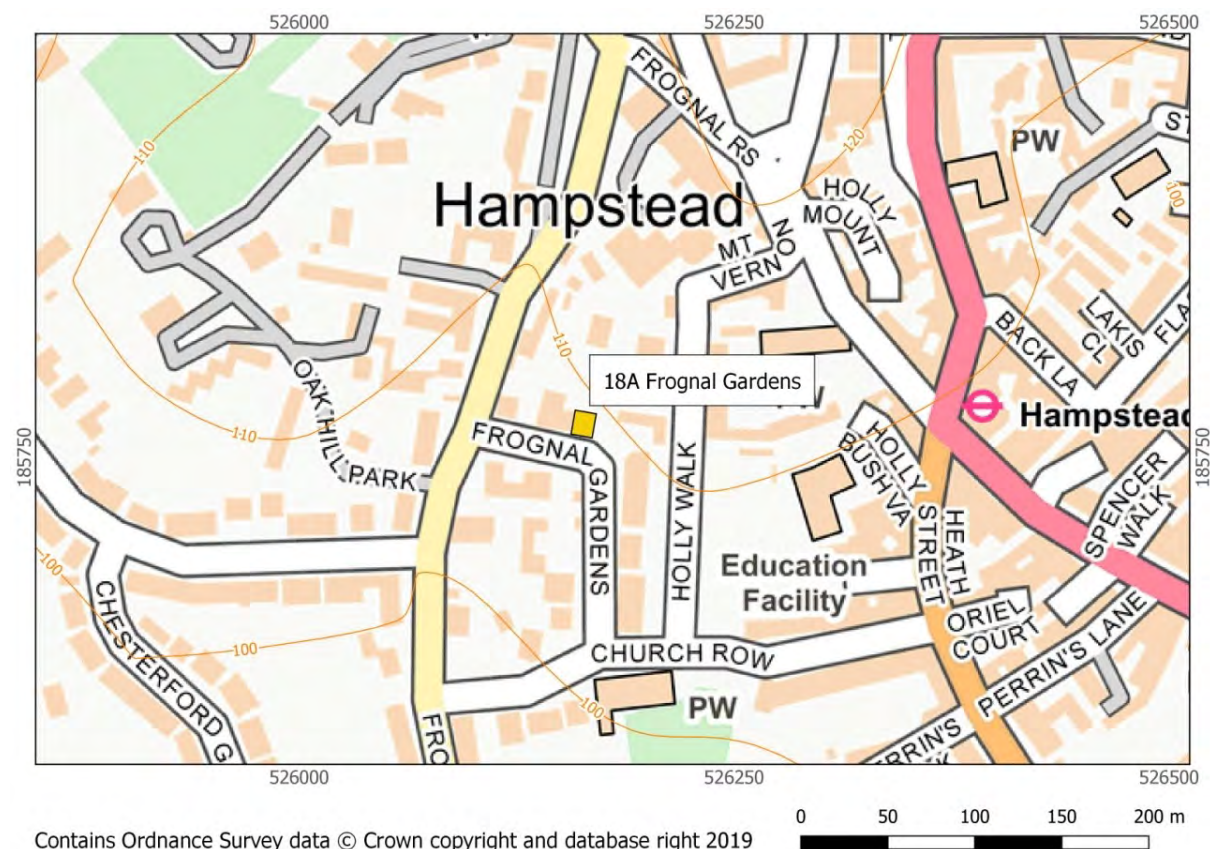 526000
526250
526500
FROGNAL RS
PW
ST
110
120
Hampstead
HOLLY
MOUNT
100
MT
VERNON
110
LAKIS
CL
FLA
BACK LA
18A Frognal Gardens
OAK HILL PARK
Hampstead
110
185750
185750
FROGNAL
GARDENS
HOLLY WALK
HOLLY
BUSH VA
HEATH
STREET
SPENCER
WALK
100
Education
Facility
CHESTERFORD G
ORIEL
COURT
PERRIN'S LANE
100
CHURCH ROW
100
PW
FRO
RRIN'S
526000
526250
526500
0
50
100
150
200 m
Contains Ordnance Survey data © Crown copyright and database right 2019